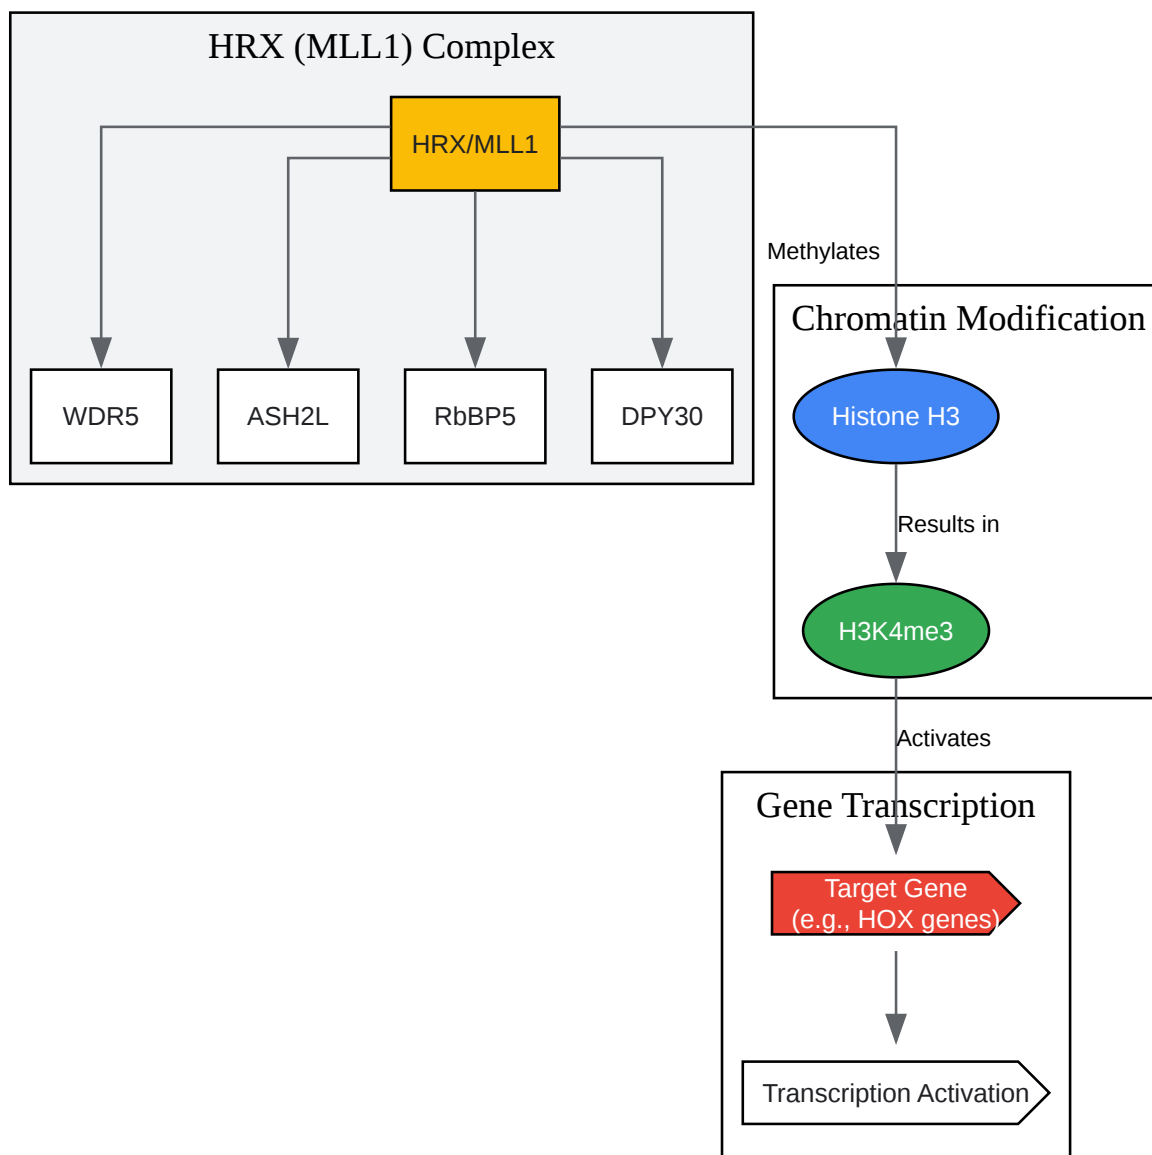 HRX (MLL1) Complex
HRX/MLL1
Methylates
WDR5
ASH2L
RbBP5
DPY30
Chromatin Modification
Histone H3
Results in
H3K4me3
Activates
Gene Transcription
Target Gene
(e.g., HOX genes)
Transcription Activation